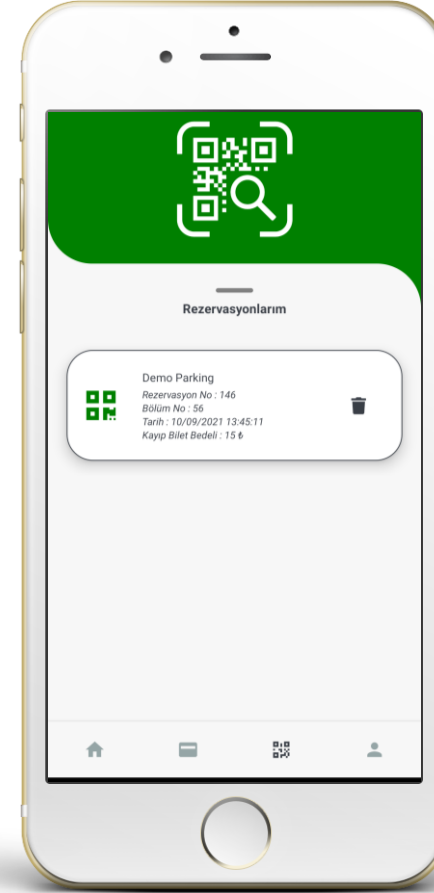 Rezervasyonlarım
Demo Parking
Rezervasyon No : 146
Bölüm No : 56
Tarih : 10/09/2021 13:45:11
Kayıp Bilet Bedeli : 15 ₺